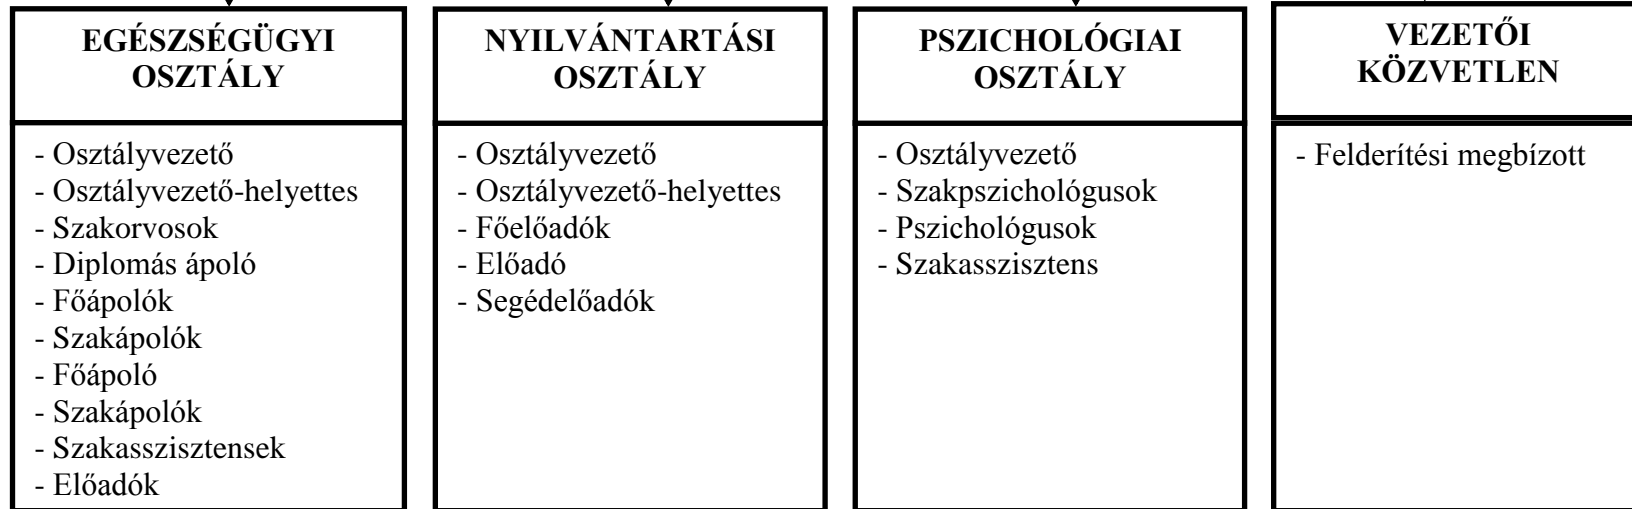 EGÉSZSÉGÜGYI
OSZTÁLY
- Osztályvezető
- Osztályvezető-helyettes
- Szakorvosok
- Diplomás ápoló
- Főápolók
- Szakápolók
- Főápoló
- Szakápolók
- Szakasszisztensek
- Előadók
NYILVÁNTARTÁSI
OSZTÁLY
- Osztályvezető
- Osztályvezető-helyettes
- Főelőadók
- Előadó
- Segédelőadók
PSZICHOLÓGIAI
OSZTÁLY
- Osztályvezető
- Szakpszichológusok
- Pszichológusok
- Szakasszisztens
VEZETŐI
KÖZVETLEN
- Felderítési megbízott